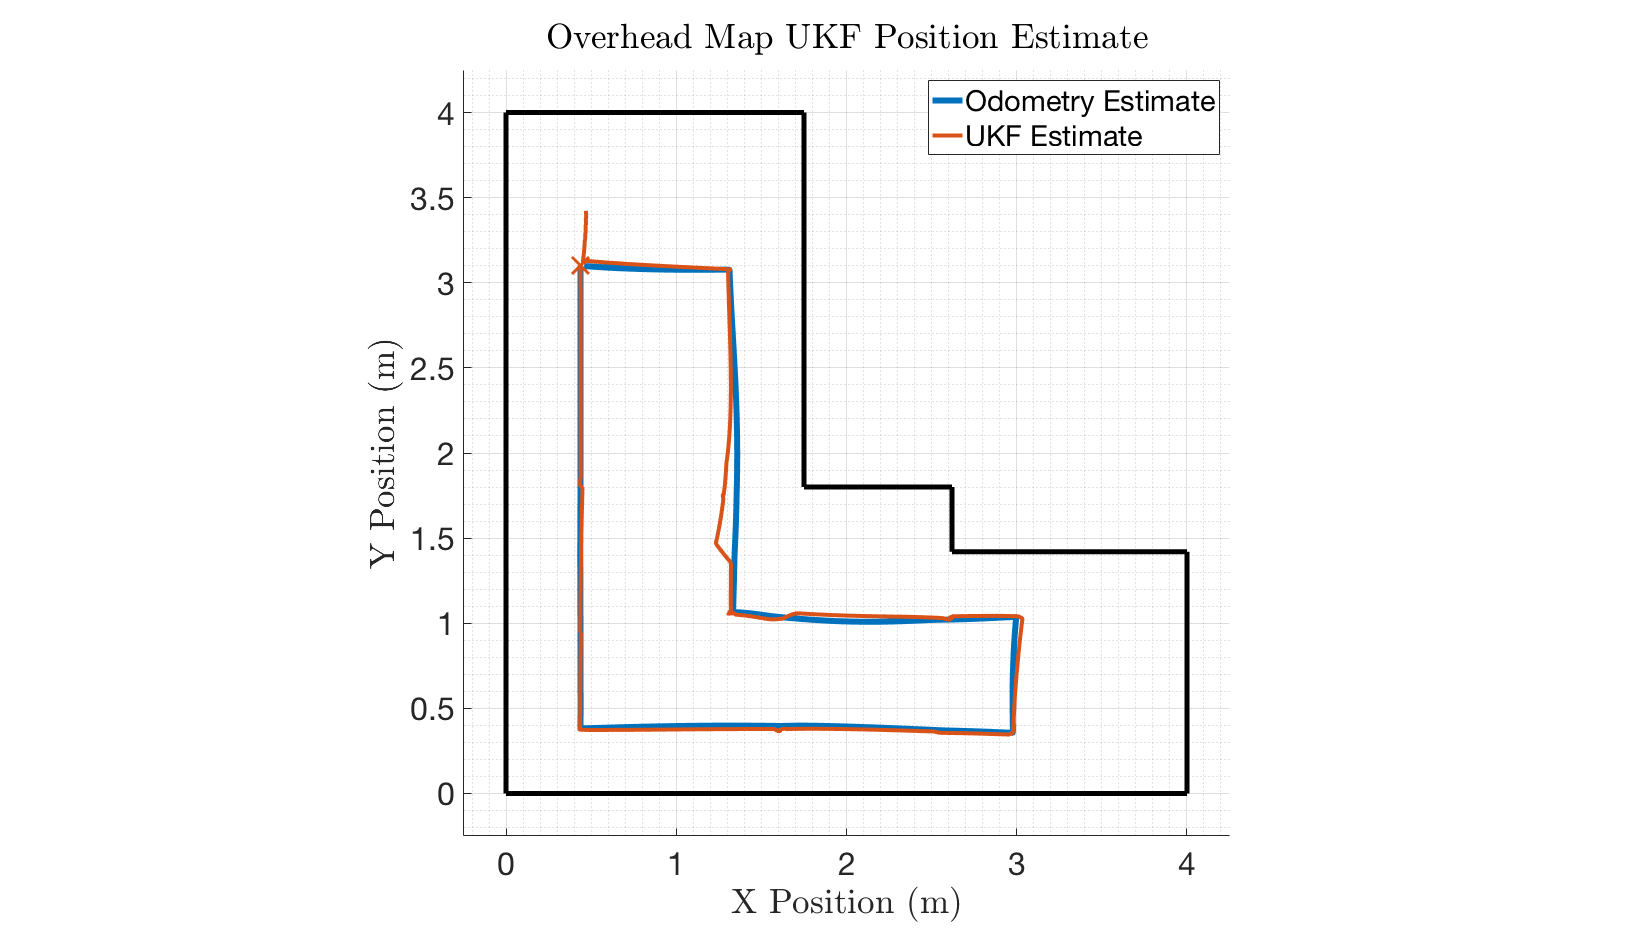 Overhead Map UKF Position Estimate
Odometry Estimate
UKF Estimate
4
3.5
3
2.5
2
1.5
1
0.5
0
Y Position (m)
0 1 2 3 4
X Position (m)